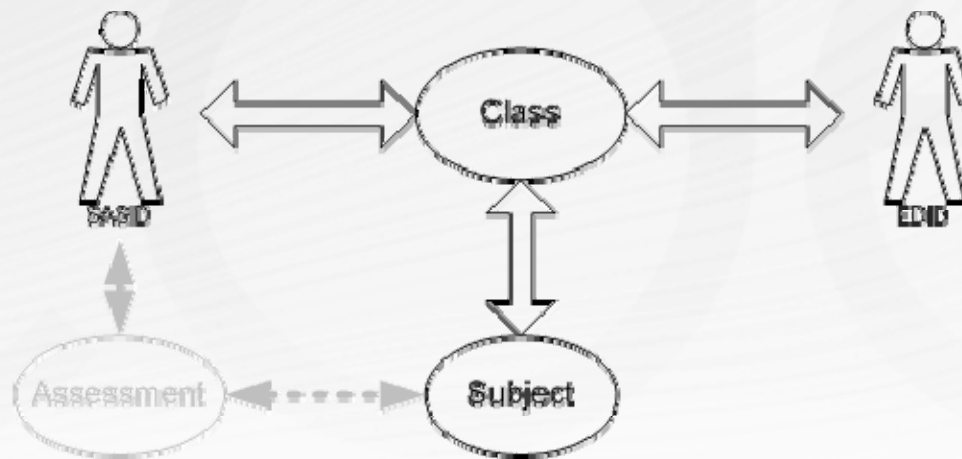 Class
SASID
EDID
Assessment
Subject